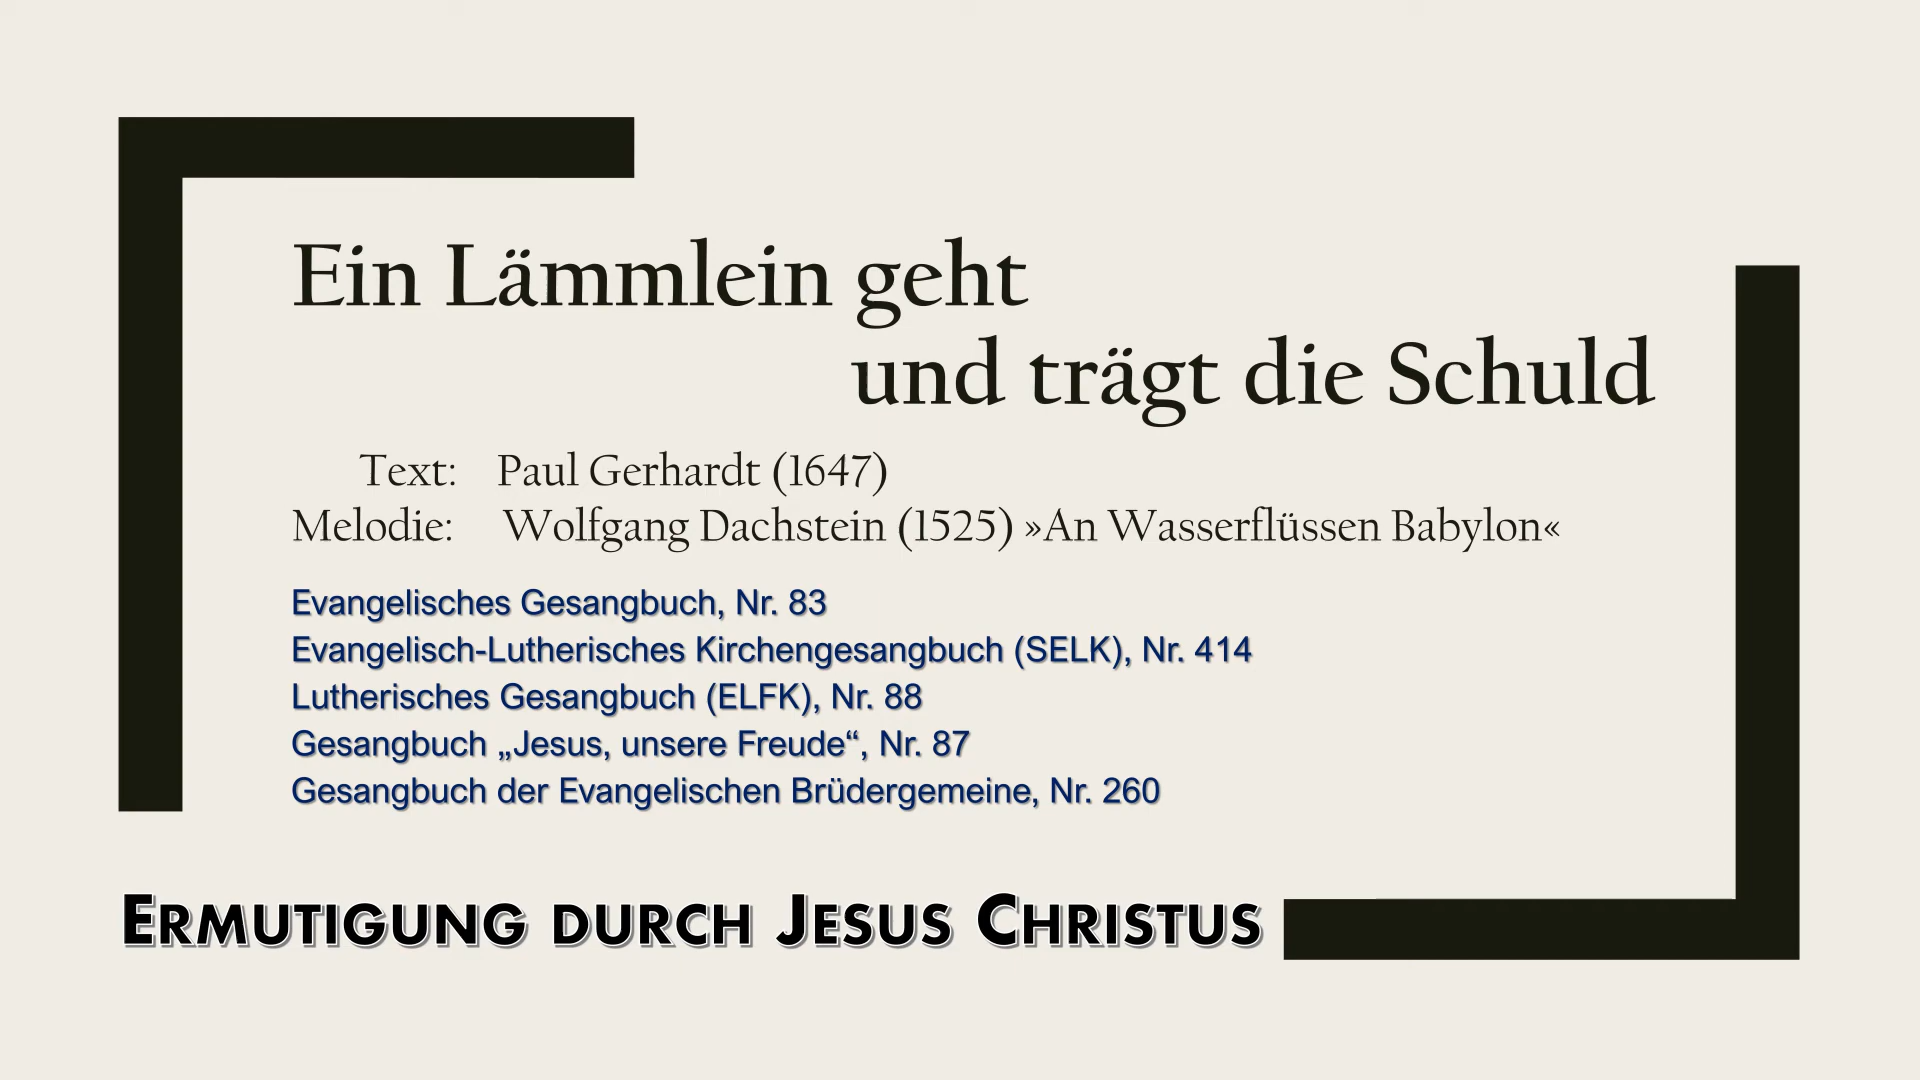 Ein Lämmlein geht
und trägt die Schuld
Text: Paul Gerhardt (1647)
Melodie: Wolfgang Dachstein (1525) »An Wasserflüssen Babylon«
Evangelisches Gesangbuch, Nr. 83
Evangelisch-Lutherisches Kirchengesangbuch (SELK), Nr. 414
Lutherisches Gesangbuch (ELFK), Nr. 88
Gesangbuch „Jesus, unsere Freude“, Nr. 87
Gesangbuch der Evangelischen Brüdergemeine, Nr. 260
Ermutigung durch Jesus Christus